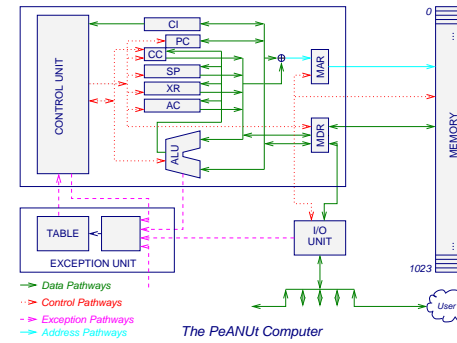 0
CI
PC
CC
SP
XR
AC
CONTROL UNIT
ALU
MAR
MDR
MEMORY
I/O
UNIT
TABLE
EXCEPTION UNIT
1023
Data Pathways
Control Pathways
Exception Pathways
Address Pathways
The PeANUt Computer
User